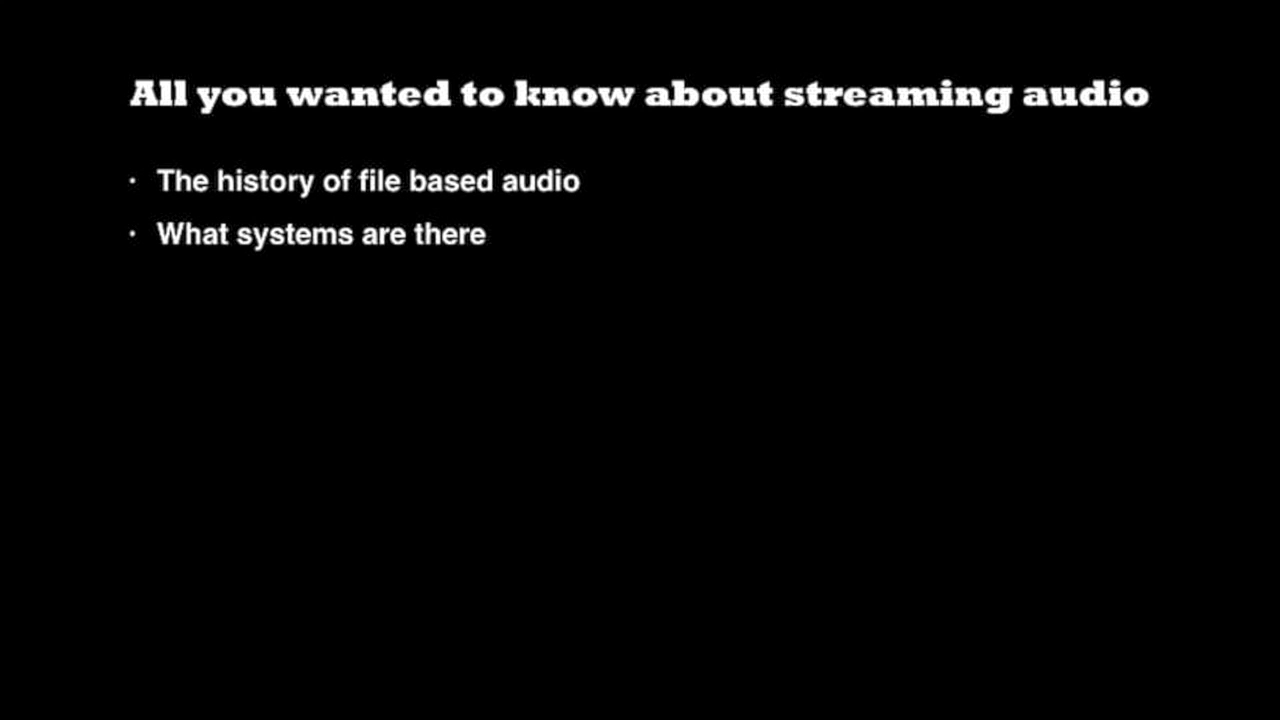 All you wanted to know about streaming audio
· The history of file based audio
· What systems are there